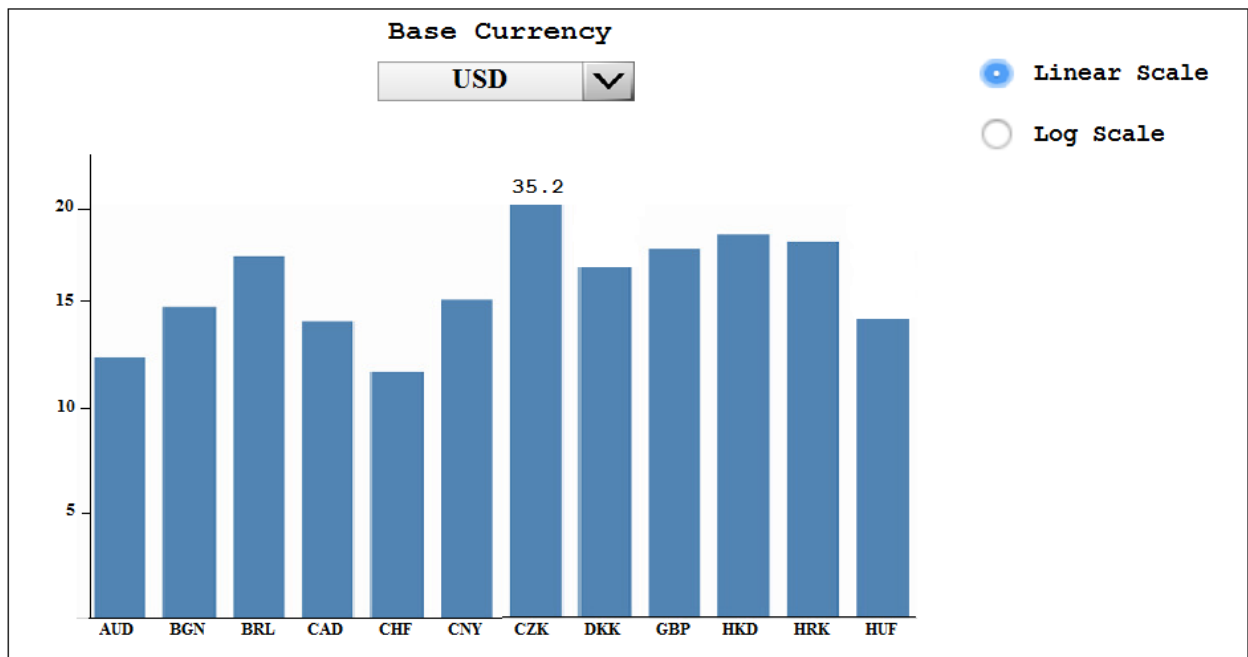 Base Currency
USD
Linear Scale
Log Scale
35.2
20
15
10
5
AUD BGN BRL CAD CHF CNY CZK DKK GBP HKD HRK HUF